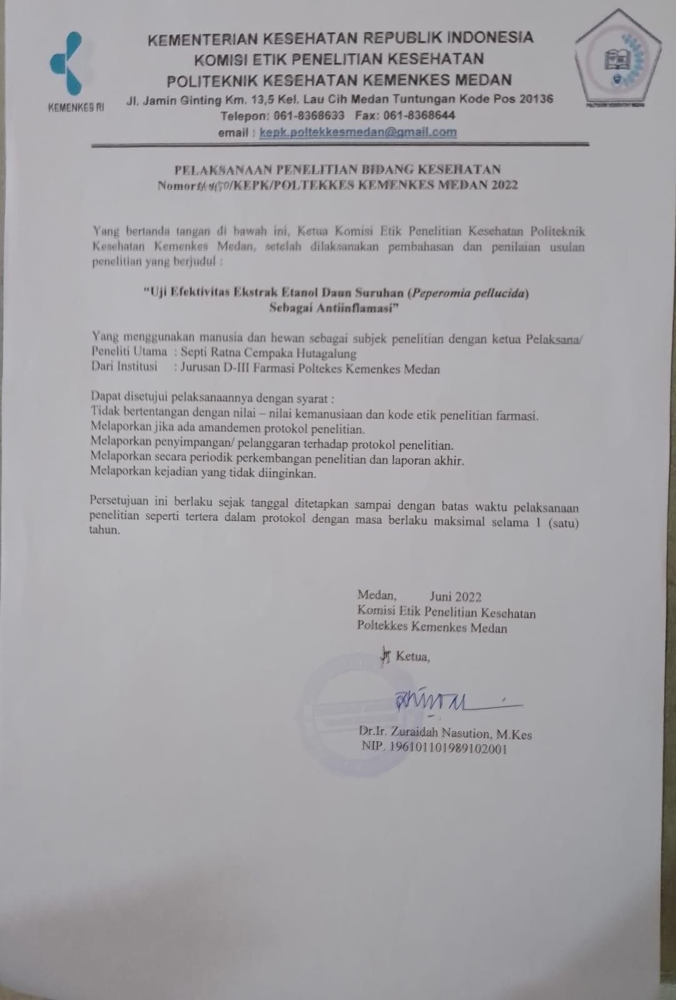 KEMENKES RI
KEMENTERIAN KESEHATAN REPUBLIK INDONESIA
KOMISI ETIK PENELITIAN KESEHATAN
POLITEKNIK KESEHATAN KEMENKES MEDAN
Jl. Jamin Ginting Km. 13,5 Kel. Lau Cih Medan Tuntungan Kode Pos 20136
Telepon: 061-8368633 Fax: 061-8368644
email : kepk.poltekkesmedan@gmail.com
PELAKSANAAN PENELITIAN BIDANG KESEHATAN
Nomor /KEPK/POLTEKKES KEMENKES MEDAN 2022
Yang bertanda tangan di bawah ini, Ketua Komisi Etik Penelitian Kesehatan Politeknik
Kesehatan Kemenkes Medan, setelah dilaksanakan pembahasan dan penilaian usulan
penelitian yang berjudul :
“Uji Efektivitas Ekstrak Etanol Daun Suruhan (Peperomia pellucida)
Sebagai Antiinflamasi”
Yang menggunakan manusia dan hewan sebagai subjek penelitian dengan ketua Pelaksana/
Peneliti Utama : Septi Ratna Cempaka Hutagalung
Dari Institusi : Jurusan D-III Farmasi Poltekes Kemenkes Medan
Dapat disetujui pelaksanaannya dengan syarat :
Tidak bertentangan dengan nilai – nilai kemanusiaan dan kode etik penelitian farmasi.
Melaporkan jika ada amandemen protokol penelitian.
Melaporkan penyimpangan/ pelanggaran terhadap protokol penelitian.
Melaporkan secara periodik perkembangan penelitian dan laporan akhir.
Melaporkan kejadian yang tidak diinginkan.
Persetujuan ini berlaku sejak tanggal ditetapkan sampai dengan batas waktu pelaksanaan
penelitian seperti tertera dalam protokol dengan masa berlaku maksimal selama 1 (satu)
tahun.
Medan, Juni 2022
Komisi Etik Penelitian Kesehatan
Poltekkes Kemenkes Medan
Ketua,
Dr.Ir. Zuraidah Nasution, M.Kes
NIP. 196101101989102001